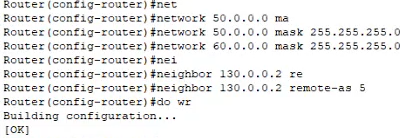 Router(config-router)#net
Router(config-router)#network 50.0.0.0 ma
Router(config-router)#network 50.0.0.0 mask 255.255.255.0
Router(config-router)#network 60.0.0.0 mask 255.255.255.0
Router(config-router)#nei
Router(config-router)#neighbor 130.0.0.2 re
Router(config-router)#neighbor 130.0.0.2 remote-as 5
Router(config-router)#do wr
Building configuration...
[OK]